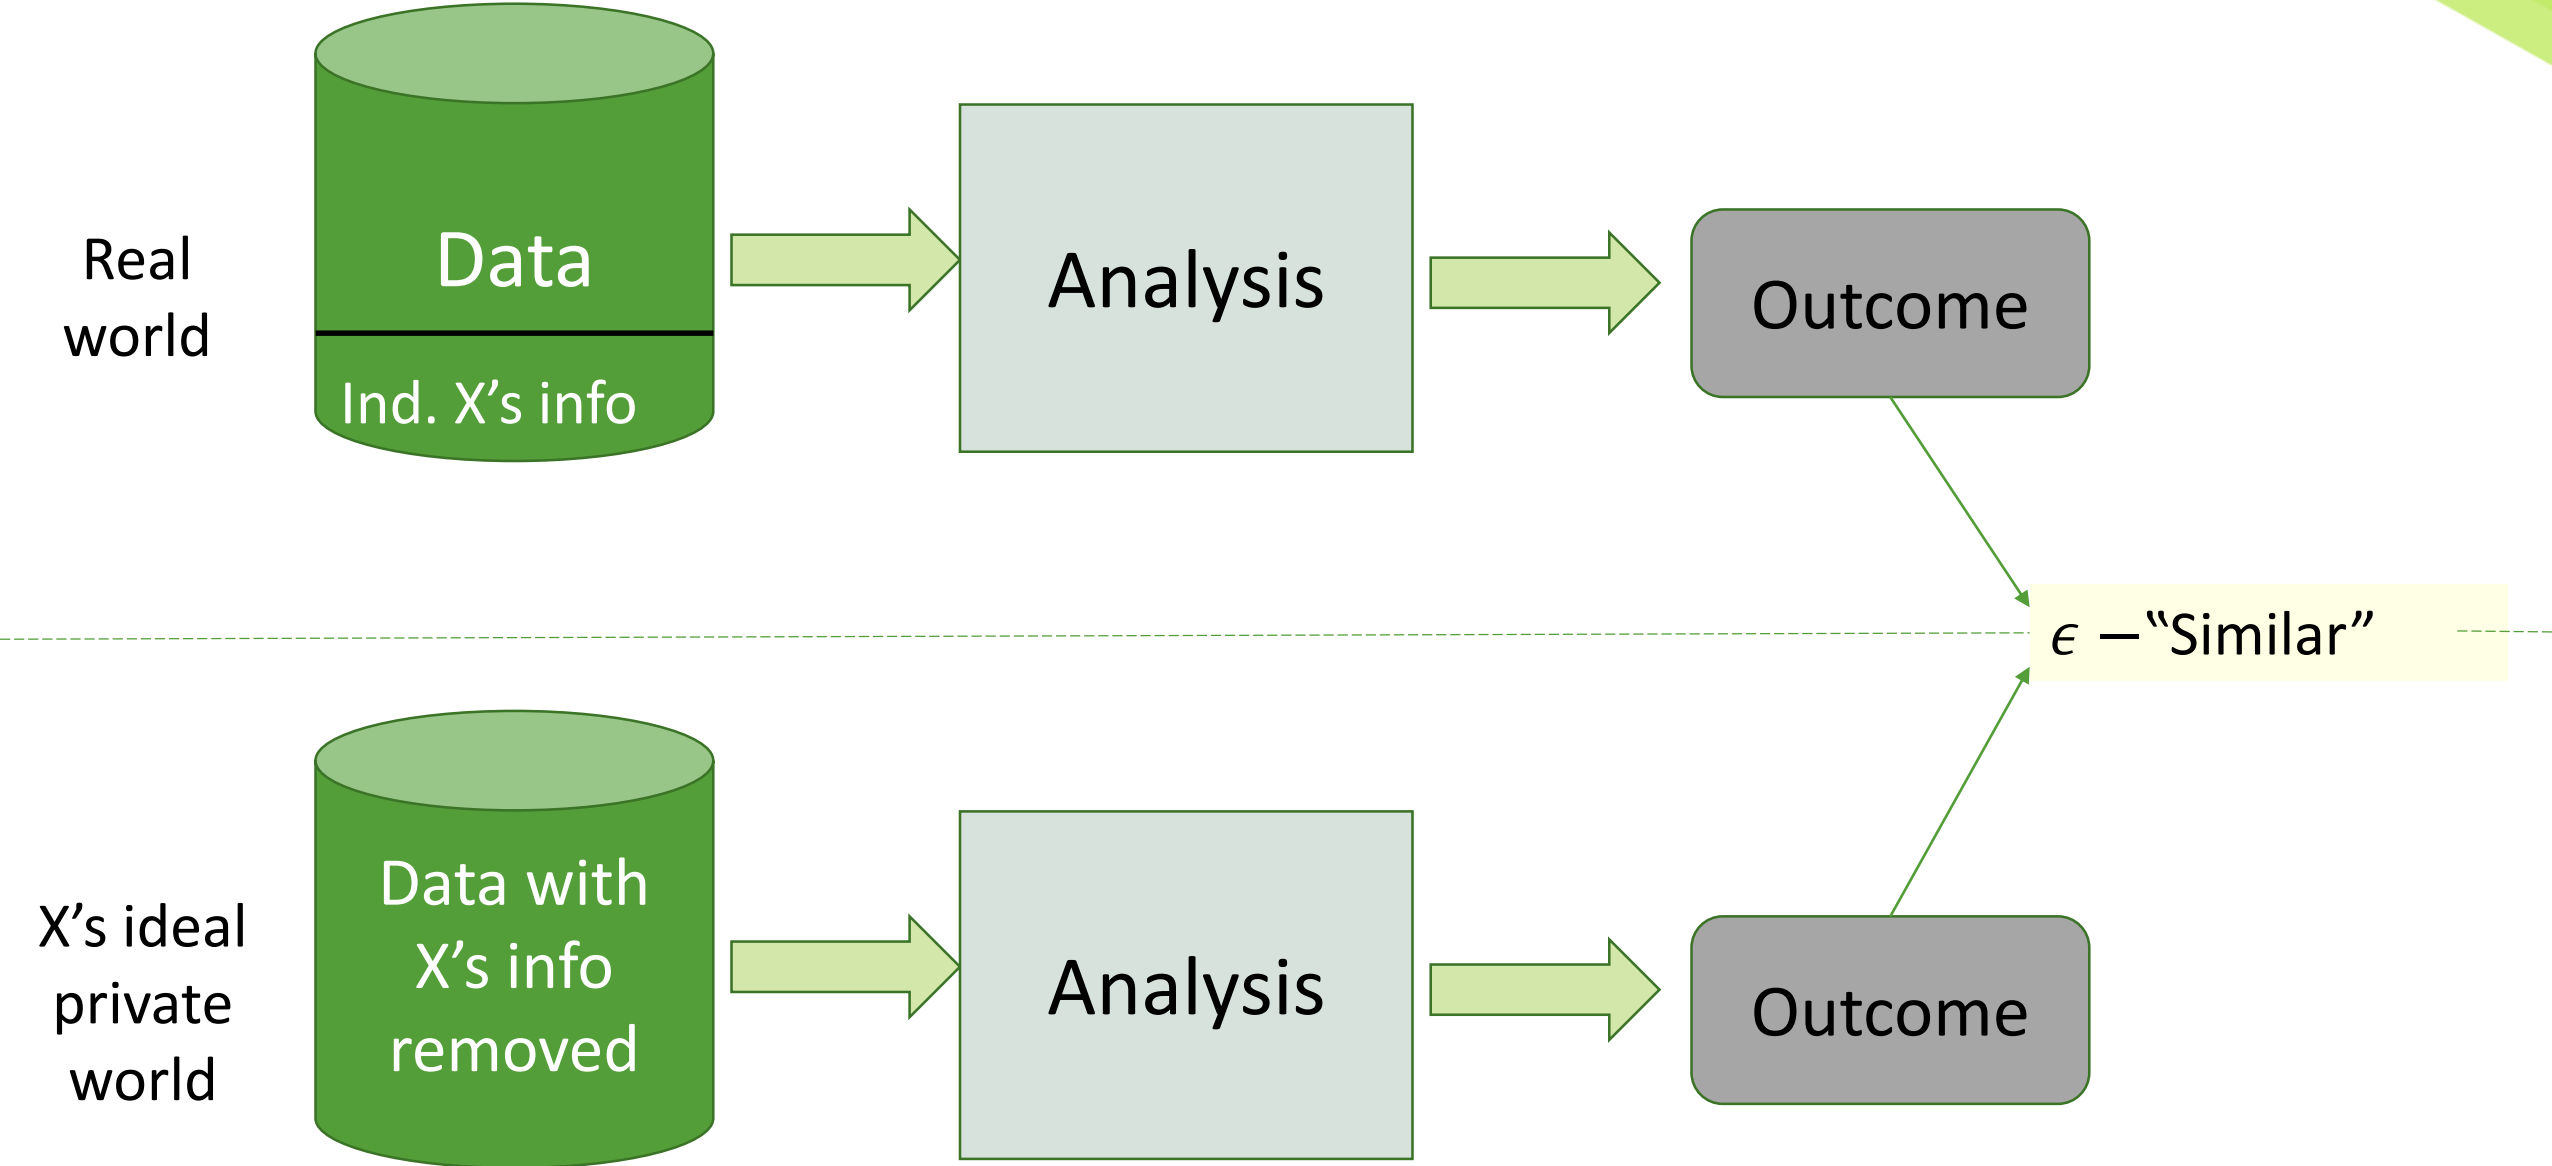 Real
world
Data
Ind. X’s info
Analysis
Outcome
ϵ −“Similar”
X’s ideal
private
world
Data with
X’s info
removed
Analysis
Outcome